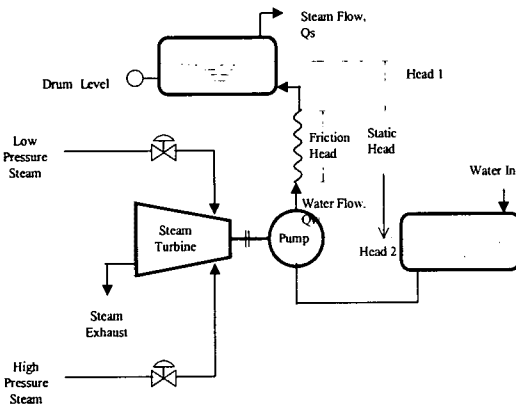 Steam Flow,
Qs
Drum Level
Head 1
Friction
Head
Static
Head
Low
Pressure
Steam
Water In
Water Flow,
Qw
Steam
Turbine
Pump
Head 2
Steam
Exhaust
High
Pressure
Steam